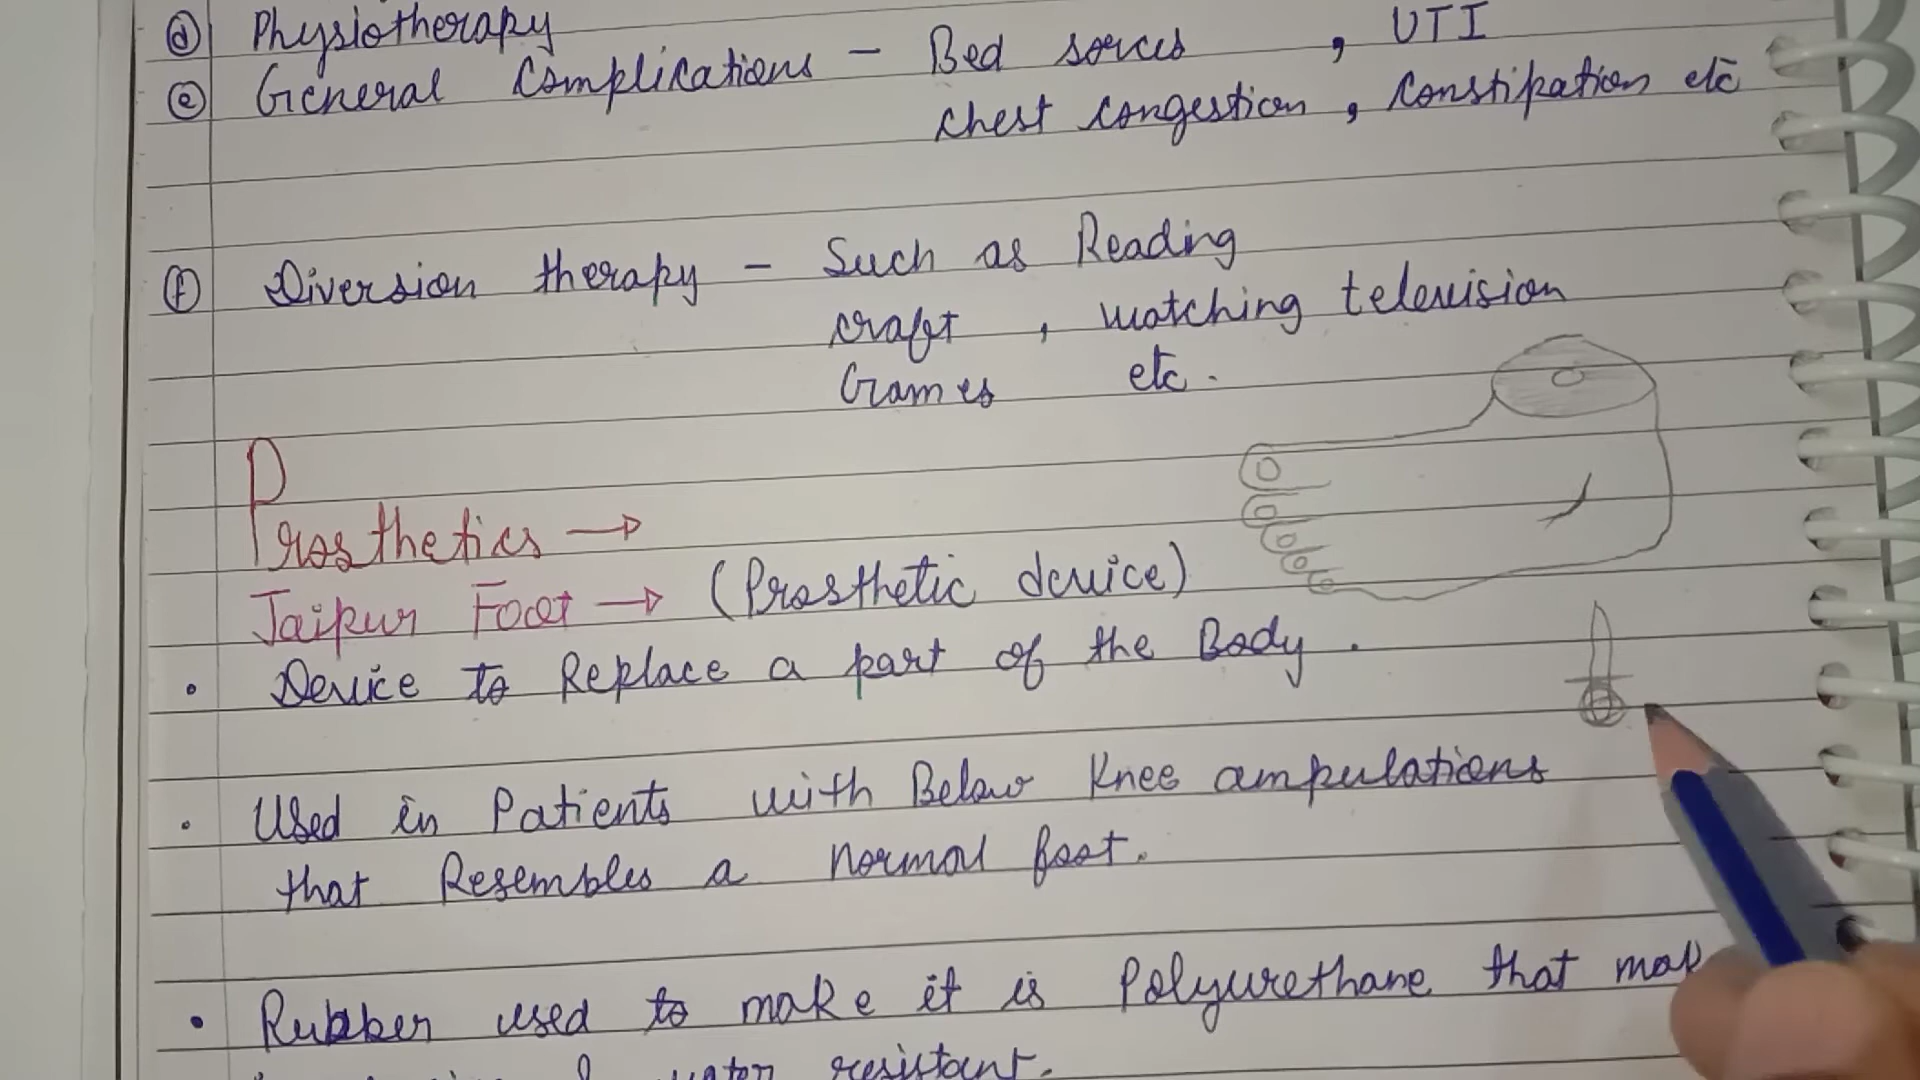 d Physiotherapy
e General Complications - Bed sores , UTI
chest congestion , constipation etc
f Diversion therapy - Such as Reading
craft , watching television
Games etc.
Prosthetics →
Jaipur Foot → (Prosthetic device)
• Device to Replace a part of the Body.
• Used in Patients with Below Knee amputations
that Resembles a normal foot.
• Rubber used to make it is Polyurethane that mak
water resistant.